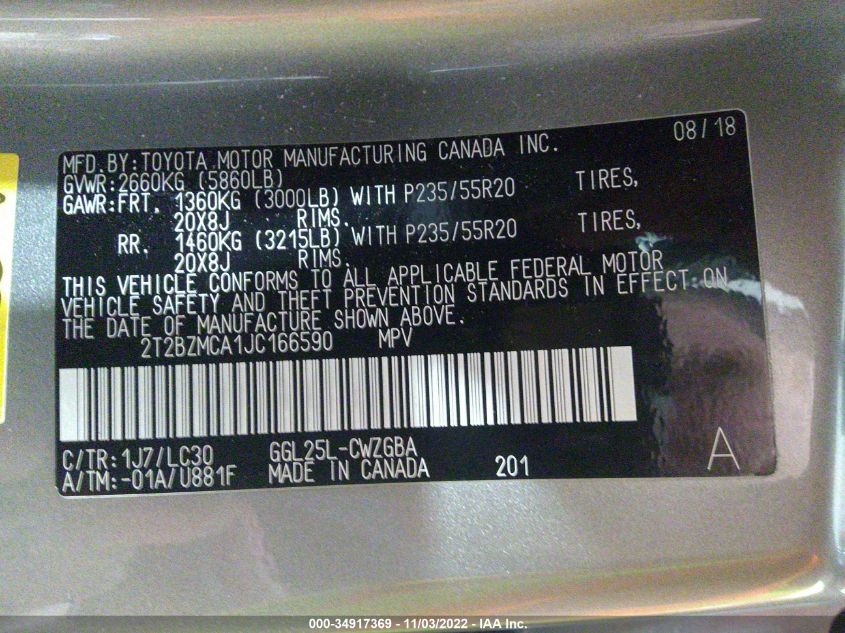 08/18
MFD.BY:TOYOTA MOTOR MANUFACTURING CANADA INC.
GVWR:2660KG (5860LB)
GAWR:FRT. 1360KG (3000LB) WITH P235/55R20 TIRES,
20X8J RIMS.
RR. 1460KG (3215LB) WITH P235/55R20 TIRES,
20X8J RIMS.
THIS VEHICLE CONFORMS TO ALL APPLICABLE FEDERAL MOTOR
VEHICLE SAFETY AND THEFT PREVENTION STANDARDS IN EFFECT ON
THE DATE OF MANUFACTURE SHOWN ABOVE.
2T2BZMCA1JC166590 MPV
C/TR:1J7/LC30 GGL25L-CWZGBA
A/TM:-01A/U881F MADE IN CANADA 201
A
000-34917369 - 11/03/2022 - IAA Inc.